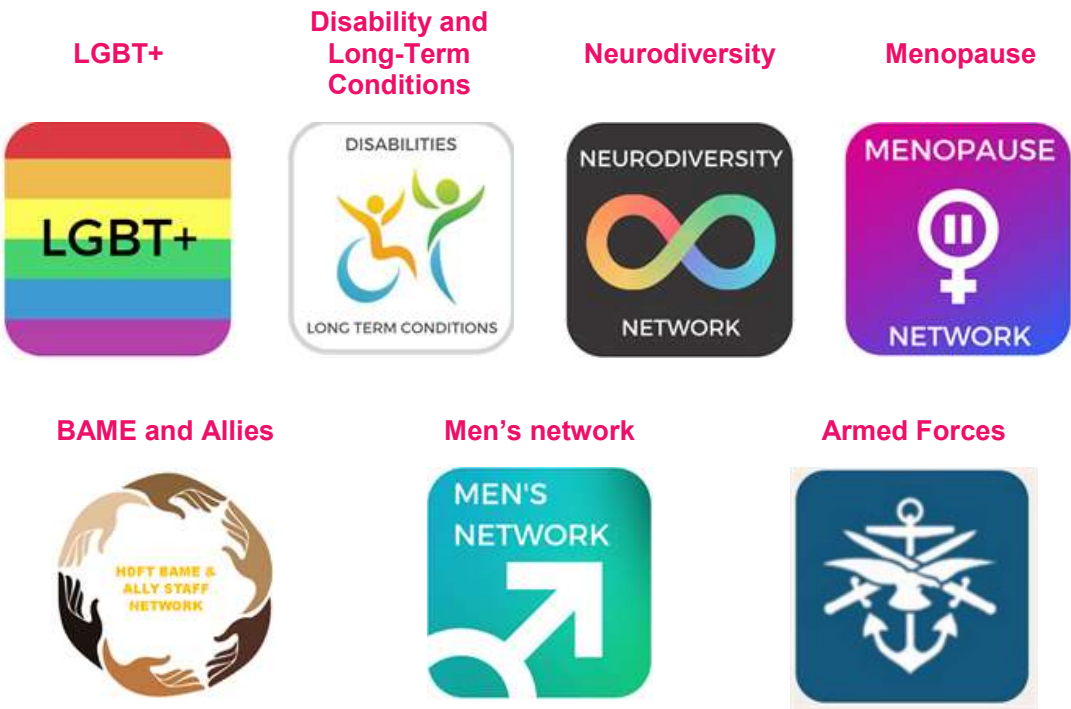 LGBT+
Disability and
Long-Term
Conditions
Neurodiversity
Menopause
LGBT+
DISABILITIES
LONG TERM CONDITIONS
NEURODIVERSITY
NETWORK
MENOPAUSE
NETWORK
BAME and Allies
Men's network
Armed Forces
HDFT BAME &
ALLY STAFF
NETWORK
MEN'S
NETWORK